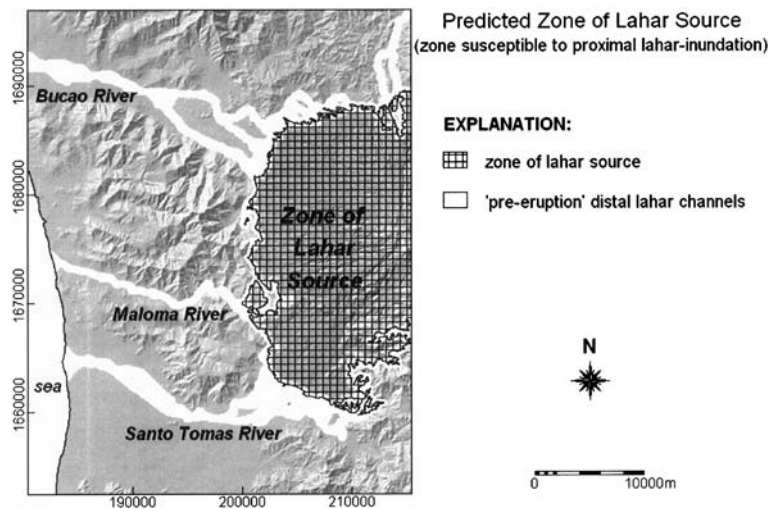 Predicted Zone of Lahar Source
(zone susceptible to proximal lahar-inundation)
EXPLANATION:
zone of lahar source
'pre-eruption' distal lahar channels
1690000
1680000
1670000
1660000
Bucao River
Zone of
Lahar
Source
Maloma River
sea
Santo Tomas River
190000 200000 210000
N
0 10000m